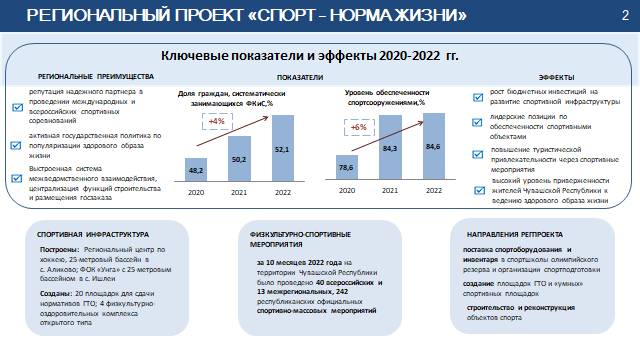 РЕГИОНАЛЬНЫЙ ПРОЕКТ «СПОРТ – НОРМА ЖИЗНИ»
2
Ключевые показатели и эффекты 2020-2022 гг.
РЕГИОНАЛЬНЫЕ ПРЕИМУЩЕСТВА
репутация надежного партнера в
проведении международных и
всероссийских спортивных
соревнований
активная государственная политика по
популяризации здорового образа
жизни
Выстроенная система
межведомственного взаимодействия,
централизация функций строительства
и размещения госзаказа
ПОКАЗАТЕЛИ
Доля граждан, систематически
занимающихся ФКиС,%
+4%
48,2
50,2
52,1
2020
2021
2022
Уровень обеспеченности
спортсооружениями,%
+6%
78,6
84,3
84,6
2020
2021
2022
ЭФФЕКТЫ
рост бюджетных инвестиций на
развитие спортивной инфраструктуры
лидерские позиции по
обеспеченности спортивными
объектами
повышение туристической
привлекательности через спортивные
мероприятия
высокий уровень приверженности
жителей Чувашской Республики к
ведению здорового образа жизни
СПОРТИВНАЯ ИНФРАСТРУКТУРА
Построены: Региональный центр по
хоккею, 25-метровый бассейн в
с. Аликово; ФОК «Унга» с 25 метровым
бассейном в с. Ишлеи
Созданы: 20 площадок для сдачи
нормативов ГТО; 4 физкультурно-
оздоровительных комплекса
открытого типа
ФИЗКУЛЬТУРНО-СПОРТИВНЫЕ
МЕРОПРИЯТИЯ
за 10 месяцев 2022 года на
территории Чувашской Республики
было проведено 40 всероссийских и
13 межрегиональных, 242
республиканских официальных
спортивно-массовых мероприятий
НАПРАВЛЕНИЯ РЕГПРОЕКТА
поставка спортоборудования и
инвентаря в спортшколы олимпийского
резерва и организации спортподготовки
создание площадок ГТО и «умных»
спортивных площадок
строительство и реконструкция
объектов спорта